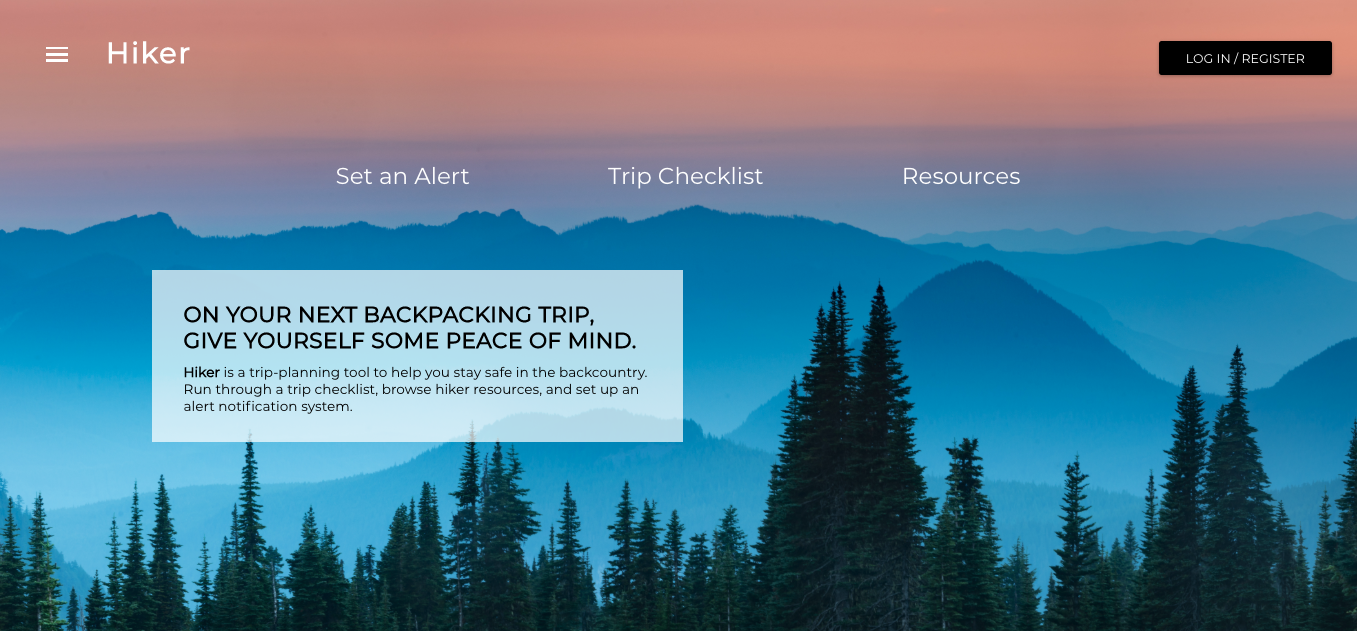 Hiker
LOG IN / REGISTER
Set an Alert
Trip Checklist
Resources
ON YOUR NEXT BACKPACKING TRIP,
GIVE YOURSELF SOME PEACE OF MIND.
Hiker is a trip-planning tool to help you stay safe in the backcountry.
Run through a trip checklist, browse hiker resources, and set up an
alert notification system.